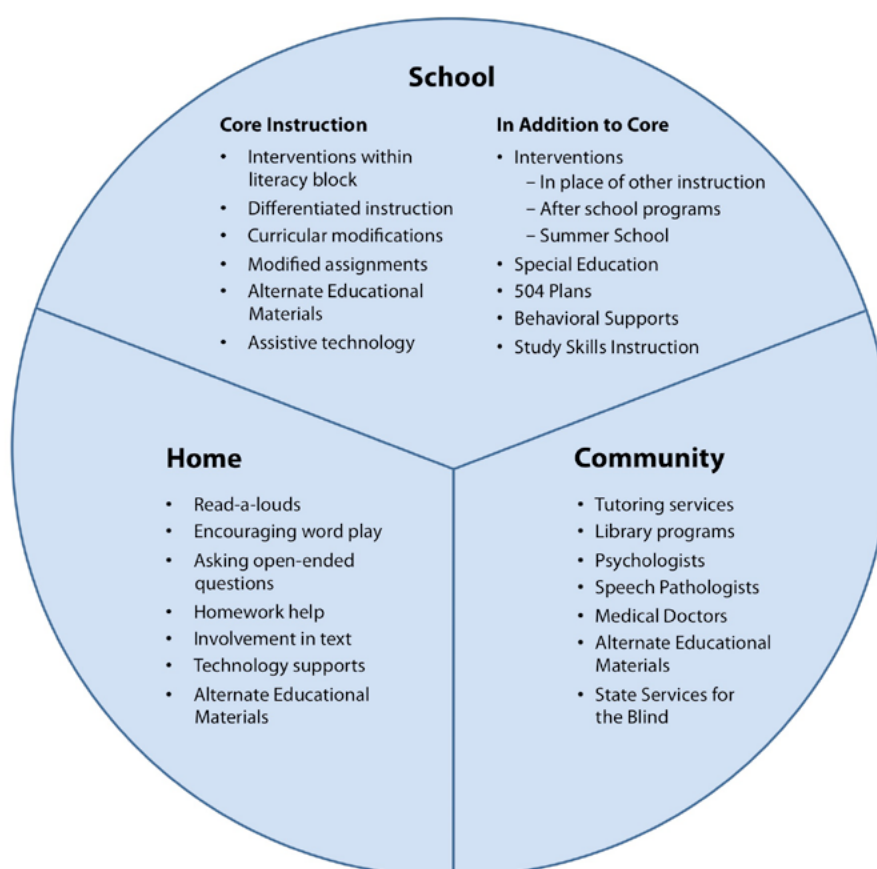 School
Core Instruction
• Interventions within
literacy block
• Differentiated instruction
• Curricular modifications
• Modified assignments
• Alternate Educational
Materials
• Assistive technology
In Addition to Core
• Interventions
– In place of other instruction
– After school programs
– Summer School
• Special Education
• 504 Plans
• Behavioral Supports
• Study Skills Instruction
Home
• Read-a-louds
• Encouraging word play
• Asking open-ended
questions
• Homework help
• Involvement in text
• Technology supports
• Alternate Educational
Materials
Community
• Tutoring services
• Library programs
• Psychologists
• Speech Pathologists
• Medical Doctors
• Alternate Educational
Materials
• State Services for
the Blind